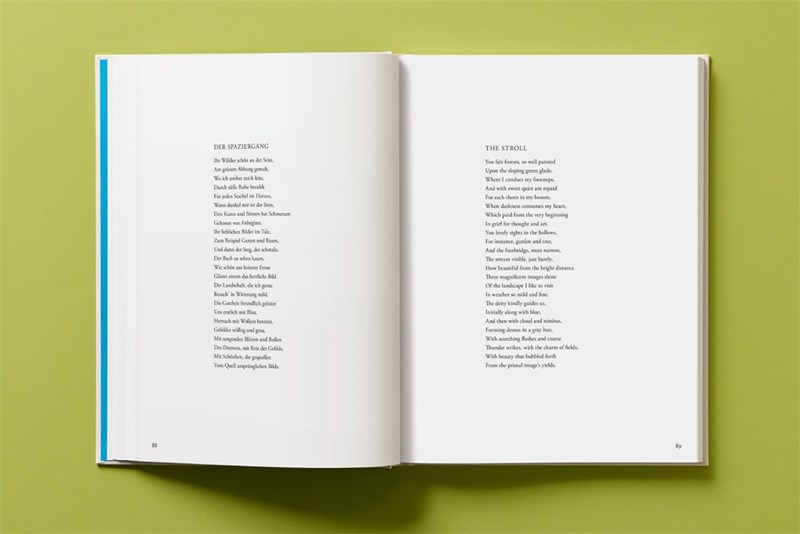 DER SPAZIERGANG
Ihr Wälder schön an der Seite,
Am grünen Abhang gemalt,
Wo ich umher mich leite,
Durch süße Ruhe bezahlt
Für jeden Stachel im Herzen,
Wenn dunkel mir ist der Sinn,
Den Kunst und Sinnen hat Schmerzen
Gekostet von Anbeginn.
Ihr lieblichen Bilder im Tale,
Zum Beispiel Garten und Baum,
Und dann der Steg, der schmale,
Der Bach zu sehen kaum,
Wie schön aus heiterer Ferne
Glänzt einem das herrliche Bild
Der Landschaft, die ich gerne
Besuch' in Witterung mild.
Die Gottheit freundlich geleitet
Uns erstlich mit Blau,
Hernach mit Wolken bereitet,
Gebildet wölbig und grau,
Mit sengenden Blitzen und Rollen
Des Donners, mit Reiz des Gefilds,
Mit Schönheit, die gequollen
Vom Quell ursprünglichen Bilds.
88
THE STROLL
You fair forests, so well painted
Upon the sloping green glade,
Where I conduct my footsteps,
And with sweet quiet am repaid
For each thorn in my bosom,
When darkness consumes my heart,
Which paid from the very beginning
In grief for thought and art.
You lovely sights in the hollows,
For instance, garden and tree,
And the footbridge, most narrow,
The stream visible, just barely,
How beautiful from the bright distance
These magnificent images shine
Of the landscape I like to visit
In weather so mild and fine.
The deity kindly guides us,
Initially along with blue,
And then with cloud and nimbus,
Forming domes in a gray hue,
With scorching flashes and coarse
Thunder strikes, with the charm of fields,
With beauty that bubbled forth
From the primal image's yields.
89